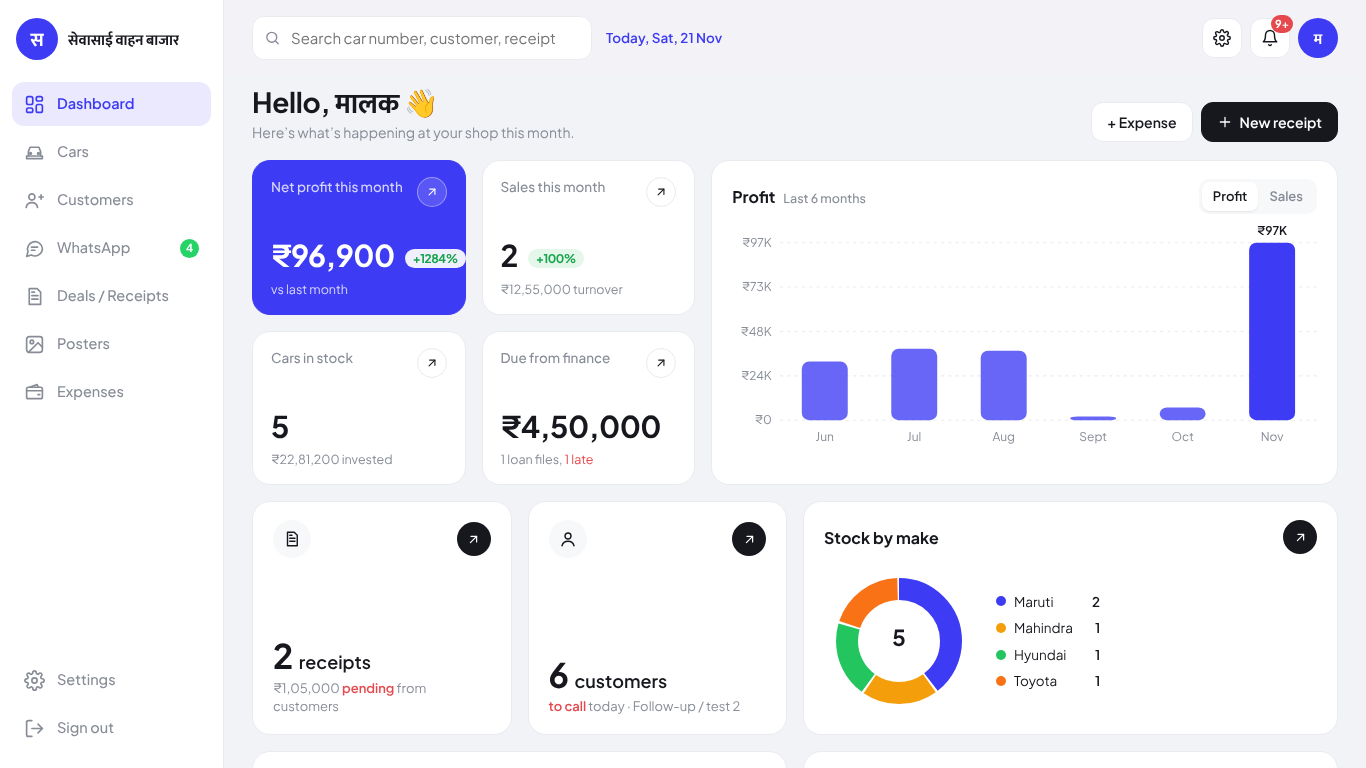 स
सेवासाई वाहन बाजार
Search car number, customer, receipt
Today, Sat, 21 Nov
9+
म
Dashboard
Cars
Customers
WhatsApp
4
Deals / Receipts
Posters
Expenses
Settings
Sign out
Hello, मालक 👋
Here's what's happening at your shop this month.
+ Expense
+ New receipt
Net profit this month
₹96,900 +1284%
vs last month
Sales this month
2 +100%
₹12,55,000 turnover
Cars in stock
5
₹22,81,200 invested
Due from finance
₹4,50,000
1 loan files, 1 late
Profit Last 6 months
Profit Sales
₹97K
₹97K
₹73K
₹48K
₹24K
₹0
Jun Jul Aug Sept Oct Nov
2 receipts
₹1,05,000 pending from
customers
6 customers
to call today · Follow-up / test 2
Stock by make
5
Maruti 2
Mahindra 1
Hyundai 1
Toyota 1